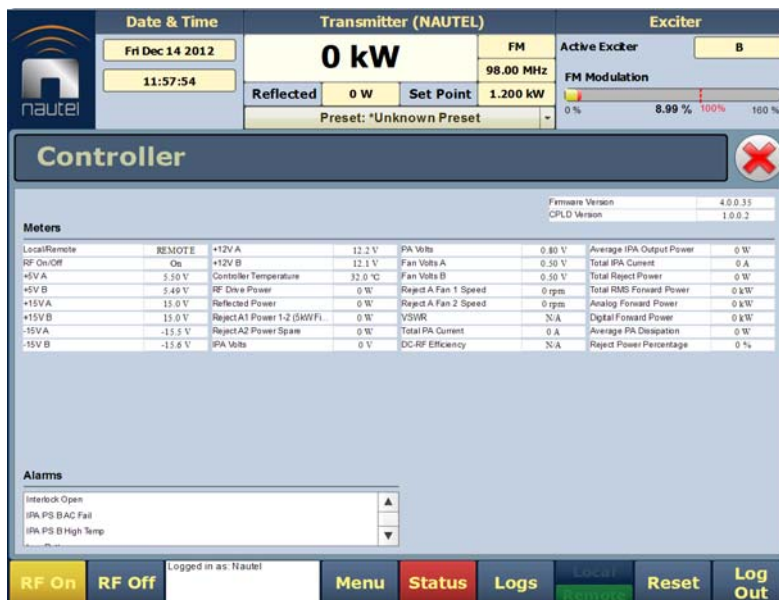 Date & Time
Transmitter (NAUTEL)
Exciter
Fri Dec 14 2012
11:57:54
0 kW
FM
98.00 MHz
Reflected
0 W
Set Point
1.200 kW
Preset: *Unknown Preset
Active Exciter
B
FM Modulation
0 %
8.99 %
100%
160 %
nautel
Controller
Firmware Version 4.0.0.35
CPLD Version 1.0.0.2
Meters
Local/Remote REMOTE +12V A 12.2 V PA Volts 0.80 V Average IPA Output Power 0 W
RF On/Off On +12V B 12.1 V Fan Volts A 0.50 V Total IPA Current 0 A
+5V A 5.50 V Controller Temperature 32.0 °C Fan Volts B 0.50 V Total Reject Power 0 W
+5V B 5.49 V RF Drive Power 0 W Reject A Fan 1 Speed 0 rpm Total RMS Forward Power 0 kW
+15V A 15.0 V Reflected Power 0 W Reject A Fan 2 Speed 0 rpm Analog Forward Power 0 kW
+15V B 15.0 V Reject A1 Power 1-2 (5kW Fi... 0 W VSWR N/A Digital Forward Power 0 kW
-15V A -15.5 V Reject A2 Power Spare 0 W Total PA Current 0 A Average PA Dissipation 0 W
-15V B -15.6 V IPA Volts 0 V DC-RF Efficiency N/A Reject Power Percentage 0 %
Alarms
Interlock Open
IPA PS B AC Fail
IPA PS B High Temp
RF On
RF Off
Logged in as: Nautel
Menu
Status
Logs
Local
Remote
Reset
Log Out